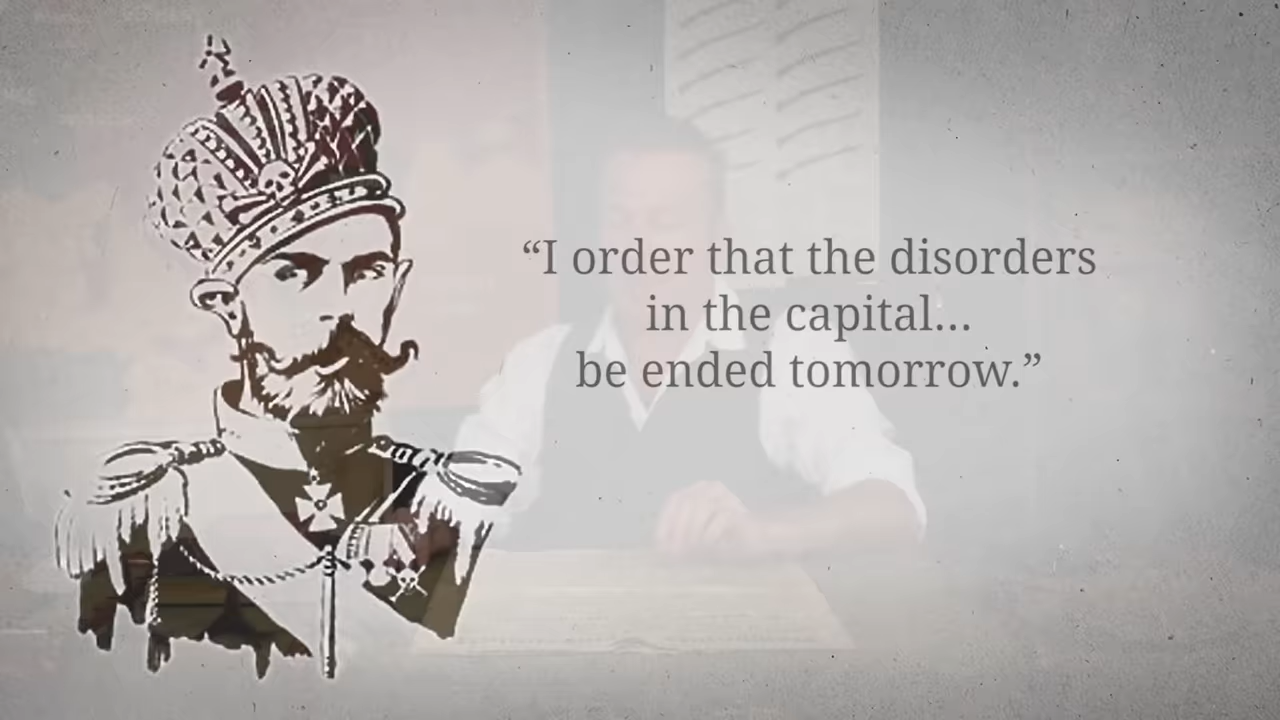 “I order that the disorders
in the capital...
be ended tomorrow.”